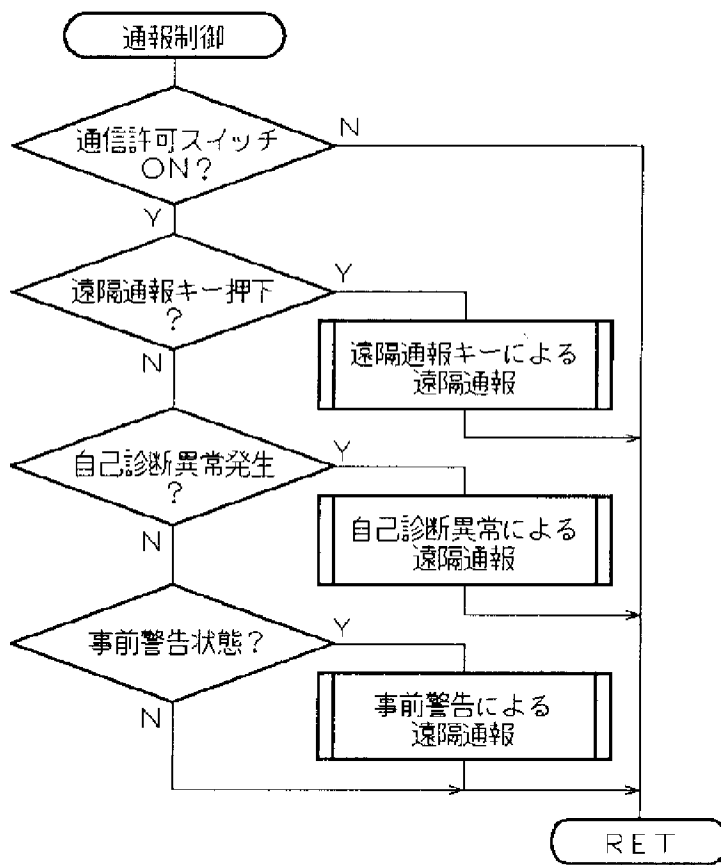 通報制御
通信許可スイッチ
ON?
N
Y
遠隔通報キー押下
?
Y
N
遠隔通報キーによる
遠隔通報
自己診断異常発生
?
Y
N
自己診断異常による
遠隔通報
事前警告状態?
Y
N
事前警告による
遠隔通報
RET